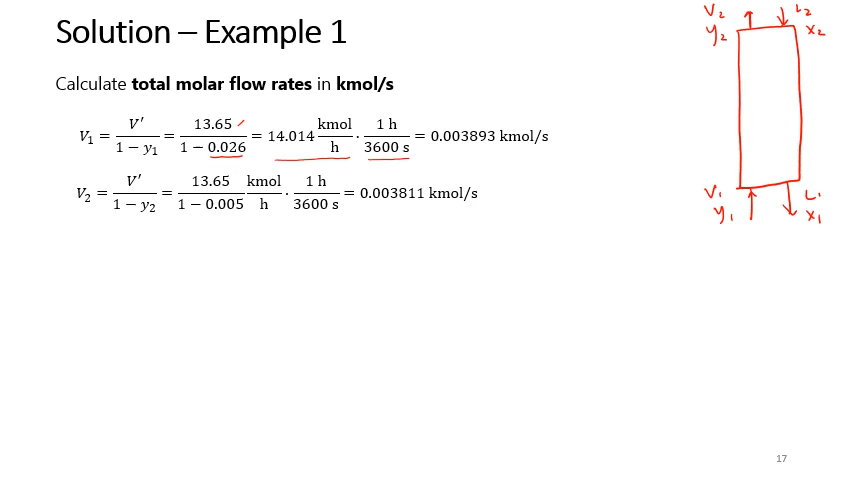 Solution – Example 1
Calculate total molar flow rates in kmol/s
V₁ = V′ / (1 − y₁) = 13.65 / (1 − 0.026) = 14.014 kmol/h · 1 h / 3600 s = 0.003893 kmol/s
V₂ = V′ / (1 − y₂) = 13.65 / (1 − 0.005) kmol/h · 1 h / 3600 s = 0.003811 kmol/s
V₂ L₂
y₂ x₂
V₁ L₁
y₁ x₁
17